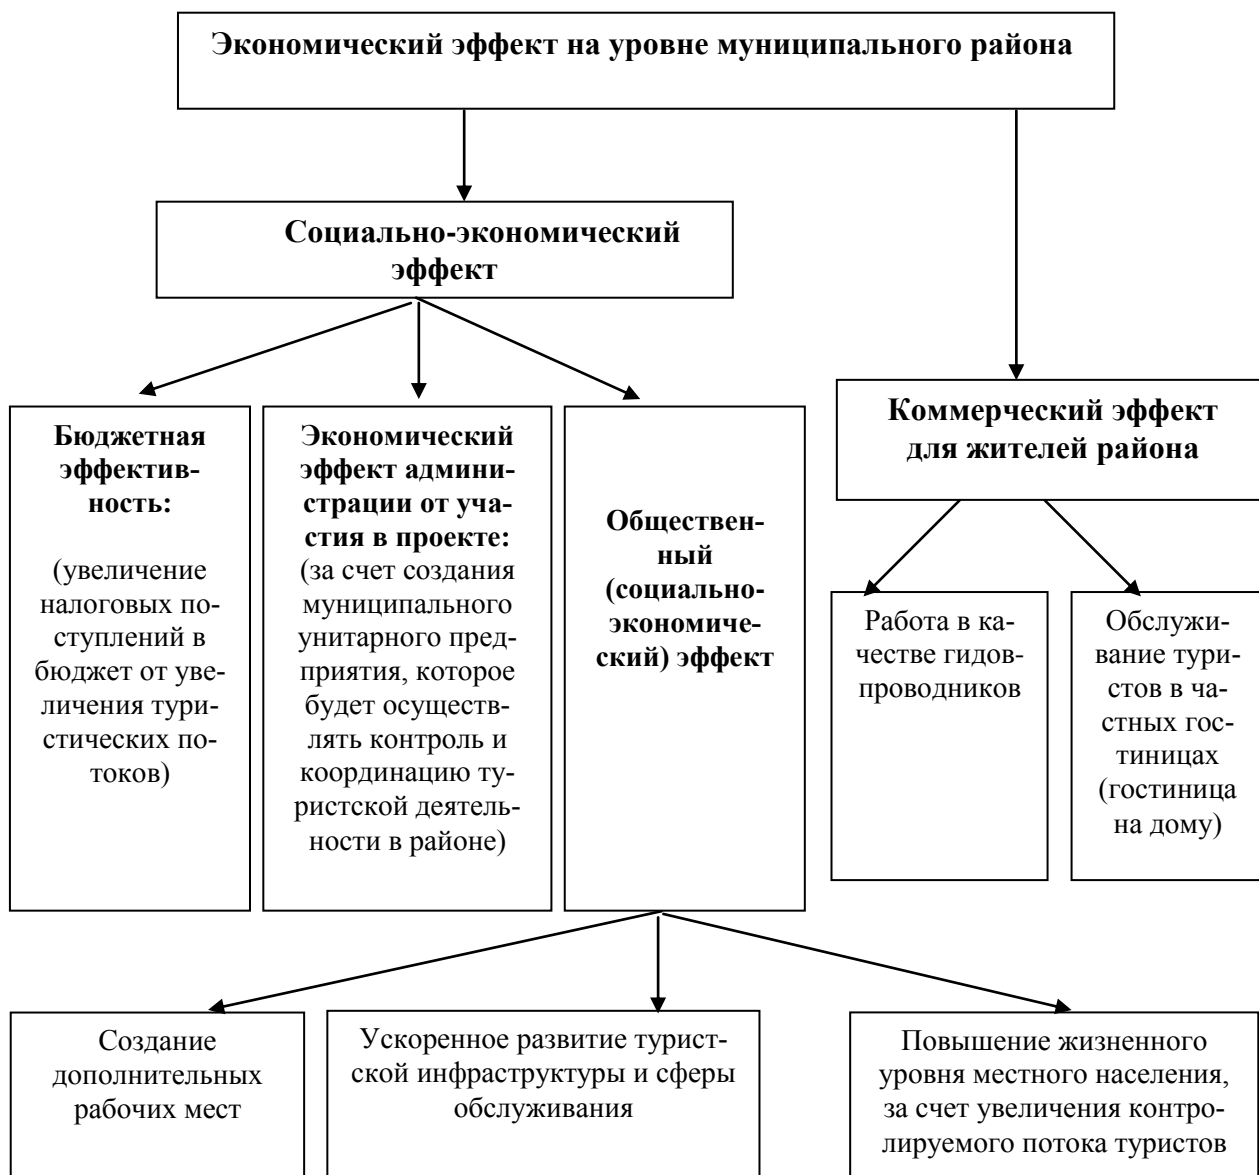 Экономический эффект на уровне муниципального района
Социально-экономический
эффект
Коммерческий эффект
для жителей района
Бюджетная
эффектив-
ность:
(увеличение
налоговых по-
ступлений в
бюджет от уве-
личения тури-
стических по-
токов)
Экономический
эффект админи-
страции от уча-
стия в проекте:
(за счет создания
муниципального
унитарного пред-
приятия, которое
будет осуществ-
лять контроль и
координацию ту-
ристской деятель-
ности в районе)
Обществен-
ный
(социально-
экономиче-
ский) эффект
Работа в ка-
честве гидов-
проводников
Обслужи-
вание тури-
стов в ча-
стных гос-
тиницах
(гостиница
на дому)
Создание
дополнительных
рабочих мест
Ускоренное развитие турист-
ской инфраструктуры и сферы
обслуживания
Повышение жизненного
уровня местного населения,
за счет увеличения контро-
лируемого потока туристов